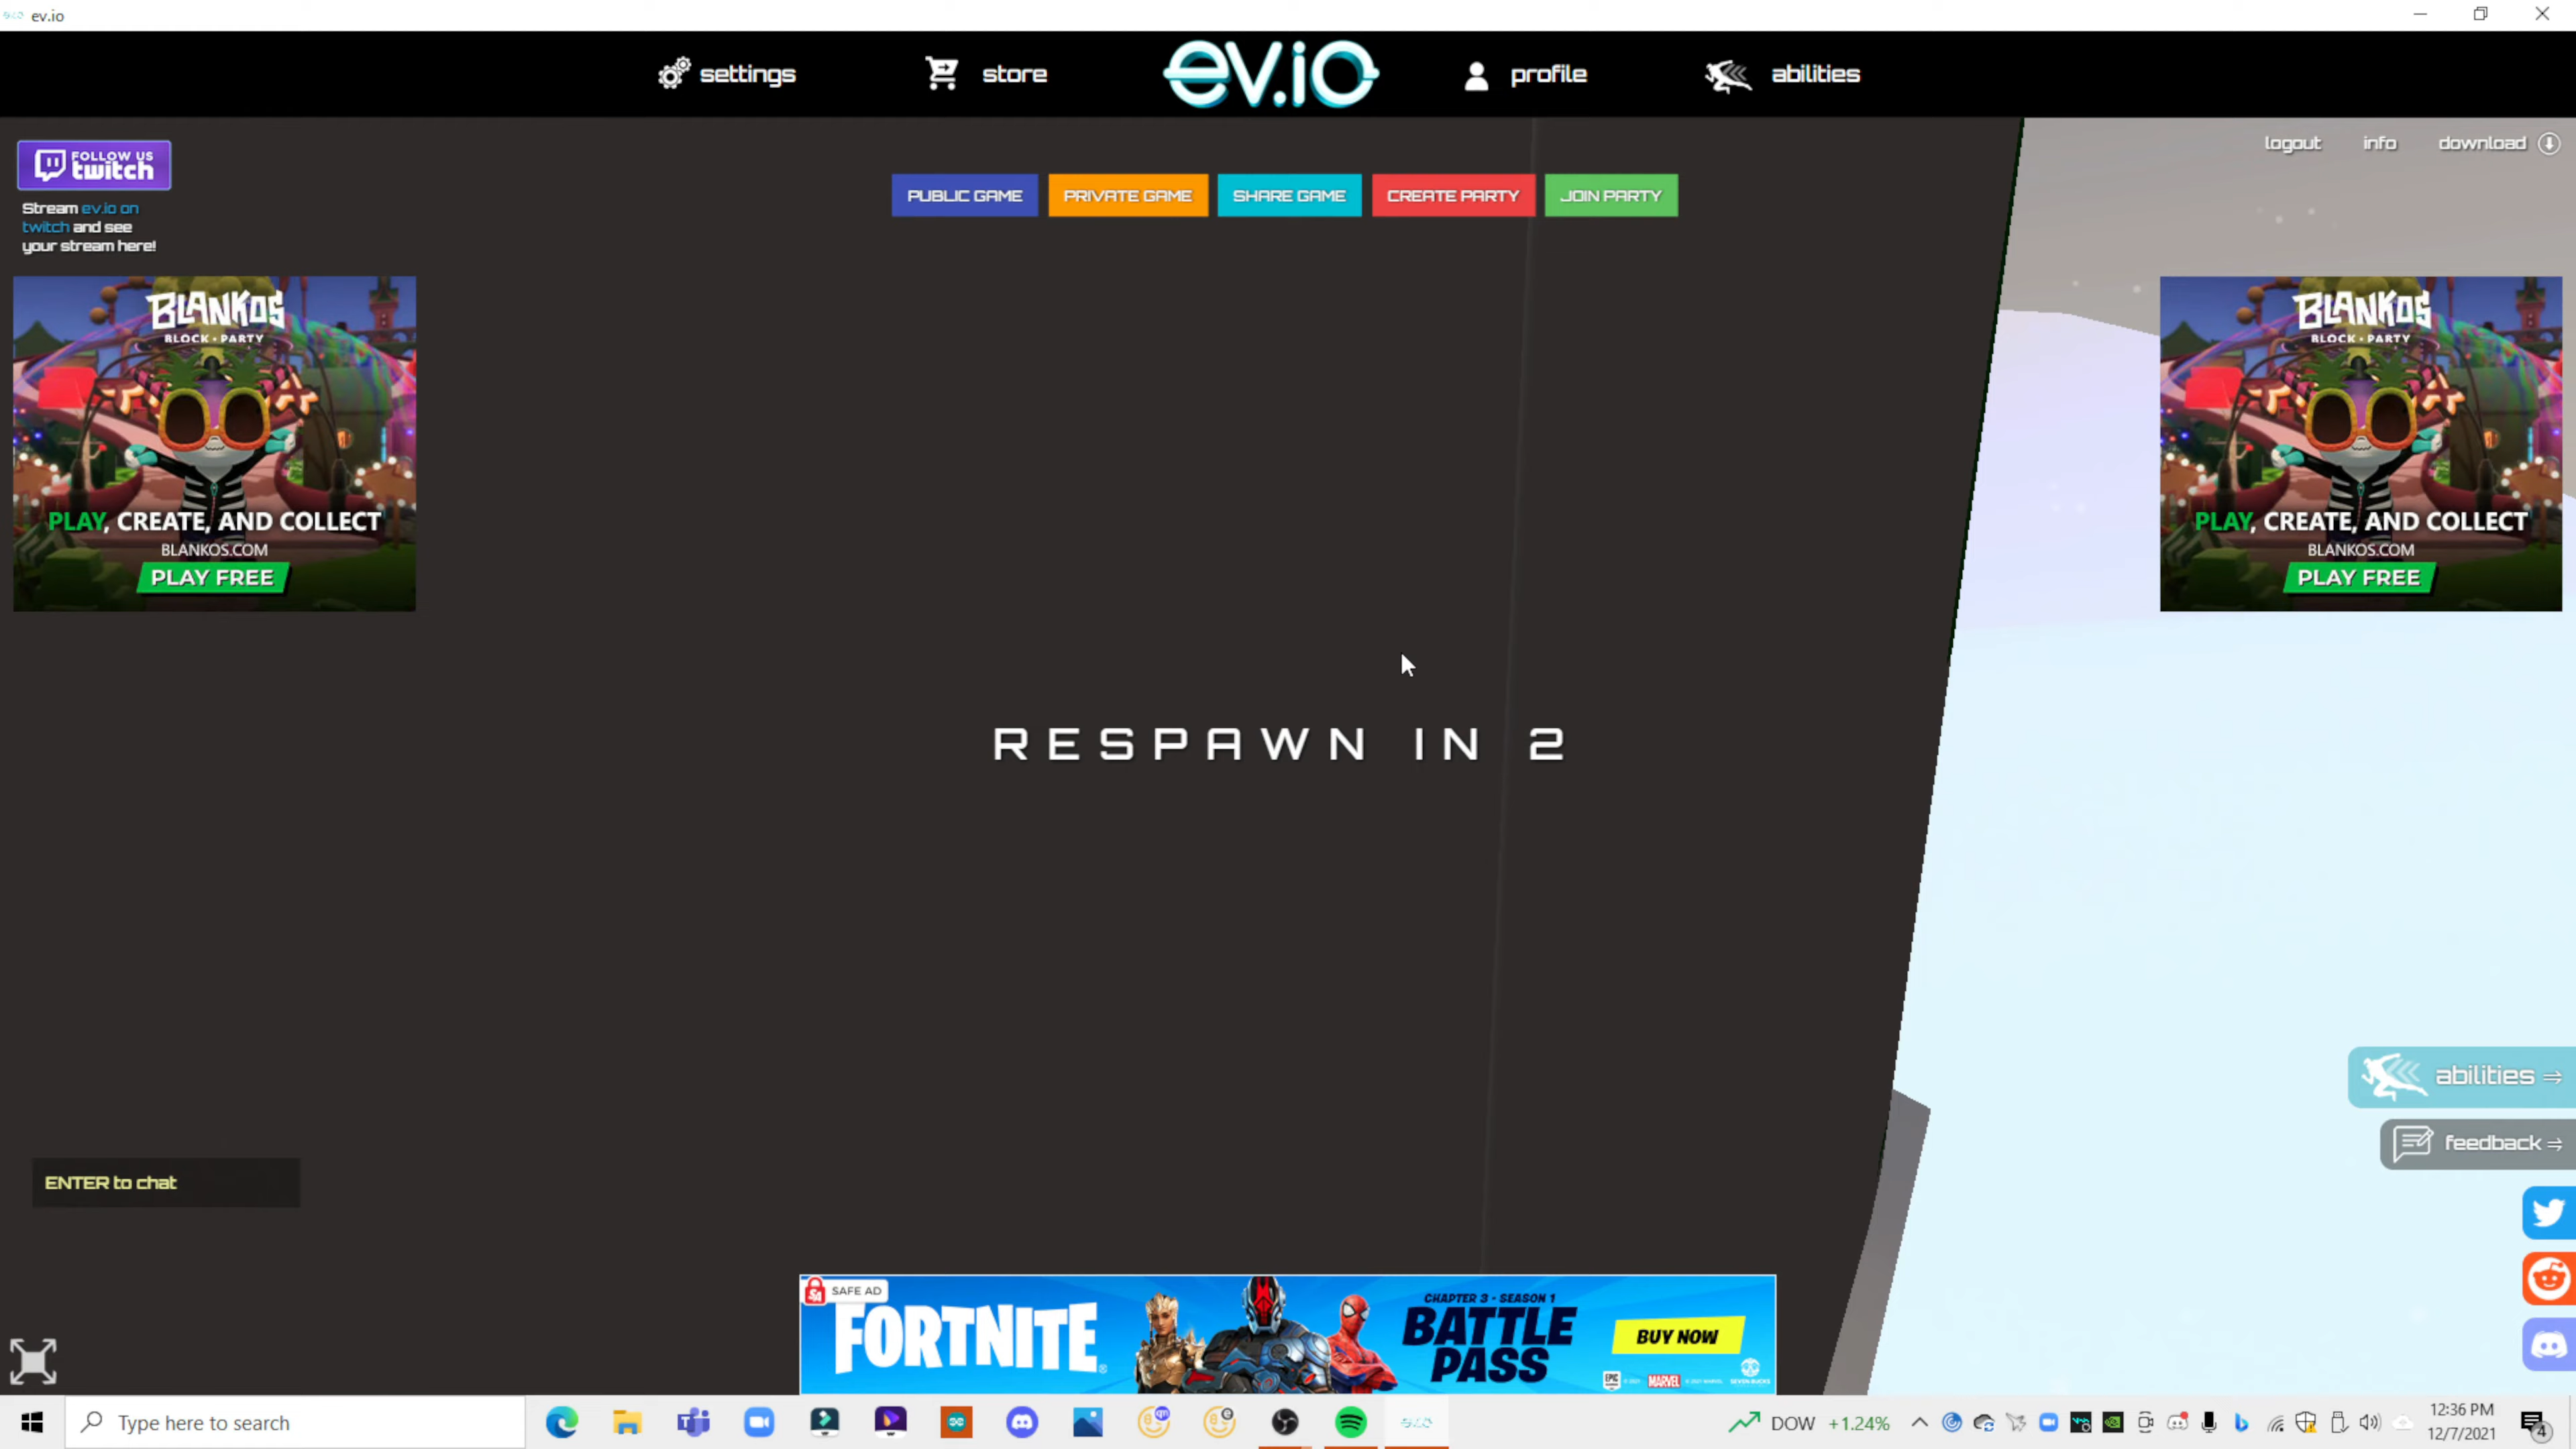 ev.io
settings
store
ev.io
profile
abilities
FOLLOW US
twitch
Stream ev.io on
twitch and see
your stream here!
PUBLIC GAME
PRIVATE GAME
SHARE GAME
CREATE PARTY
JOIN PARTY
logout
info
download
BLANKOS
BLOCK • PARTY
PLAY, CREATE, AND COLLECT
BLANKOS.COM
PLAY FREE
BLANKOS
BLOCK • PARTY
PLAY, CREATE, AND COLLECT
BLANKOS.COM
PLAY FREE
RESPAWN IN 2
abilities
feedback
ENTER to chat
SAFE AD
FORTNITE
CHAPTER 3 - SEASON 1
BATTLE
PASS
BUY NOW
EPIC
MARVEL
Type here to search
DOW +1.24%
12:36 PM
12/7/2021
4